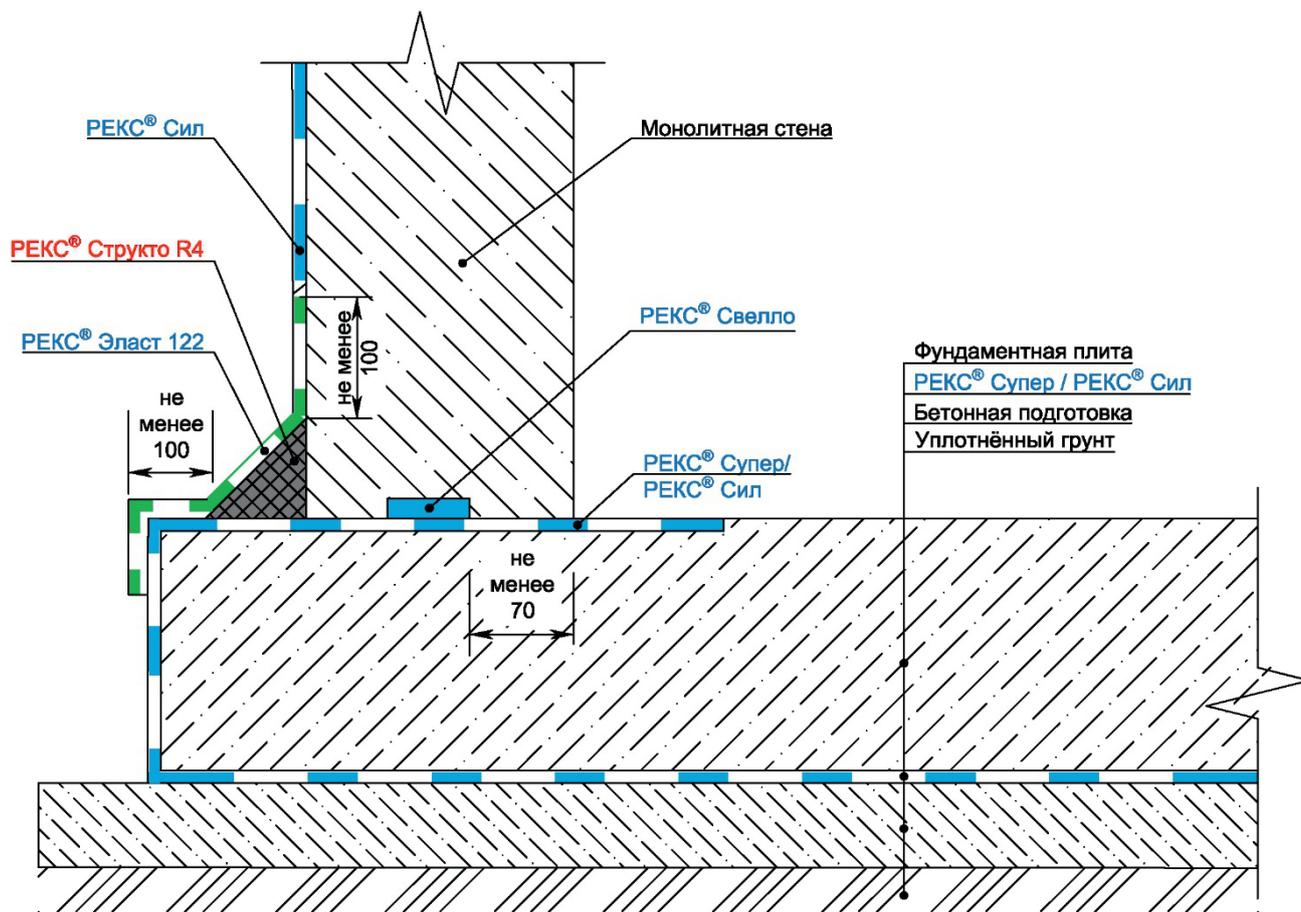 РЕКС® Сил
Монолитная стена
РЕКС® Структо R4
РЕКС® Эласт 122
не менее
100
РЕКС® Свелло
не
менее
100
Фундаментная плита
РЕКС® Супер / РЕКС® Сил
Бетонная подготовка
Уплотнённый грунт
РЕКС® Супер/
РЕКС® Сил
не
менее
70